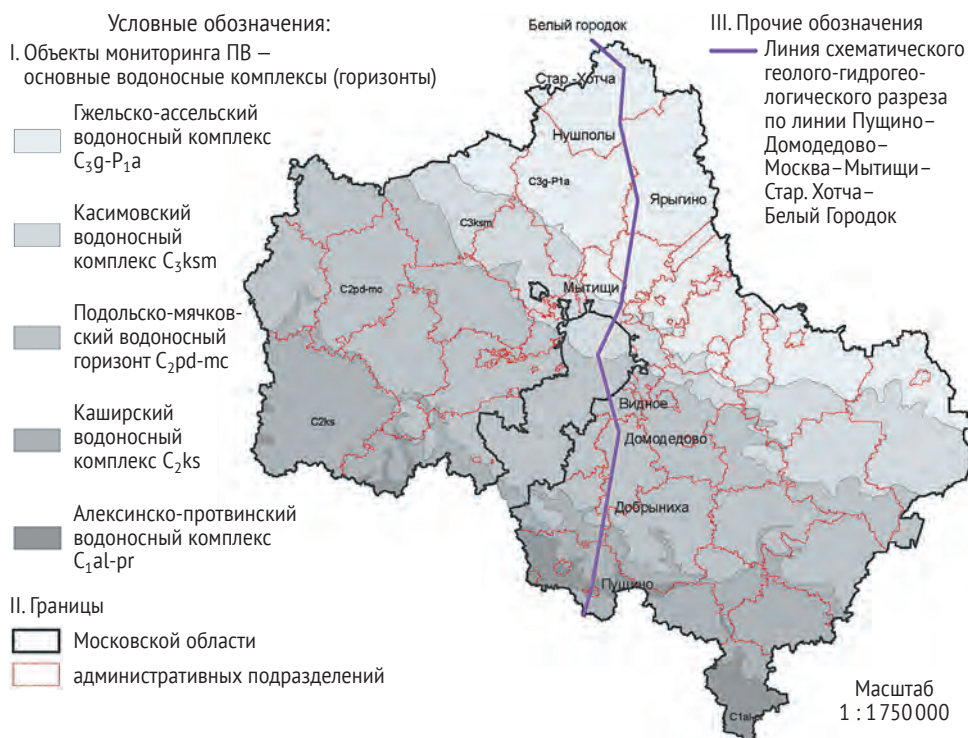 Условные обозначения:
I. Объекты мониторинга ПВ –
основные водоносные комплексы (горизонты)
Гжельско-ассельский
водоносный комплекс
C₃g-P₁a
Касимовский
водоносный
комплекс C₃ksm
Подольско-мячков-
ский водоносный
горизонт C₂pd-mc
Каширский
водоносный
комплекс C₂ks
Алексинско-протвинский
водоносный комплекс
C₁al-pr
II. Границы
Московской области
административных подразделений
Белый городок
Стар.-Хотча
Нушполы
C3g-P1a
Ярыгино
C3ksm
Мытищи
C2pd-mc
C2ks
Видное
Домодедово
Добрыниха
Пущино
III. Прочие обозначения
Линия схематического
геолого-гидрогео-
логического разреза
по линии Пущино–
Домодедово–
Москва–Мытищи–
Стар. Хотча–
Белый Городок
Масштаб
1 : 1 750 000